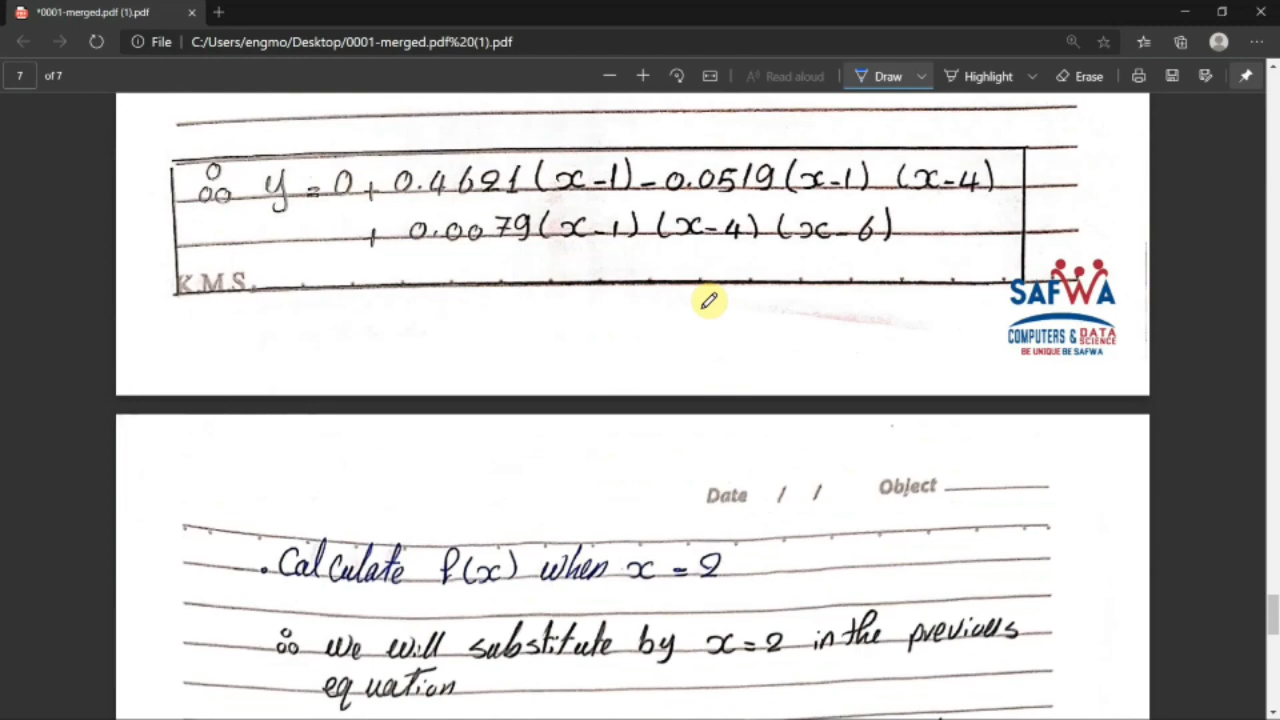 *0001-merged.pdf (1).pdf
File | C:/Users/engmo/Desktop/0001-merged.pdf%20(1).pdf
7 of 7 Read aloud Draw Highlight Erase
∴ y = 0 + 0.4621 (x-1) - 0.0519 (x-1) (x-4)
+ 0.0079 (x-1) (x-4) (x-6)
K.M.S.
SAFWA
COMPUTERS & DATA SCIENCE
BE UNIQUE BE SAFWA
Date / / Object
. Calculate f(x) when x = 2
∴ we will substitute by x = 2 in the previous
equation